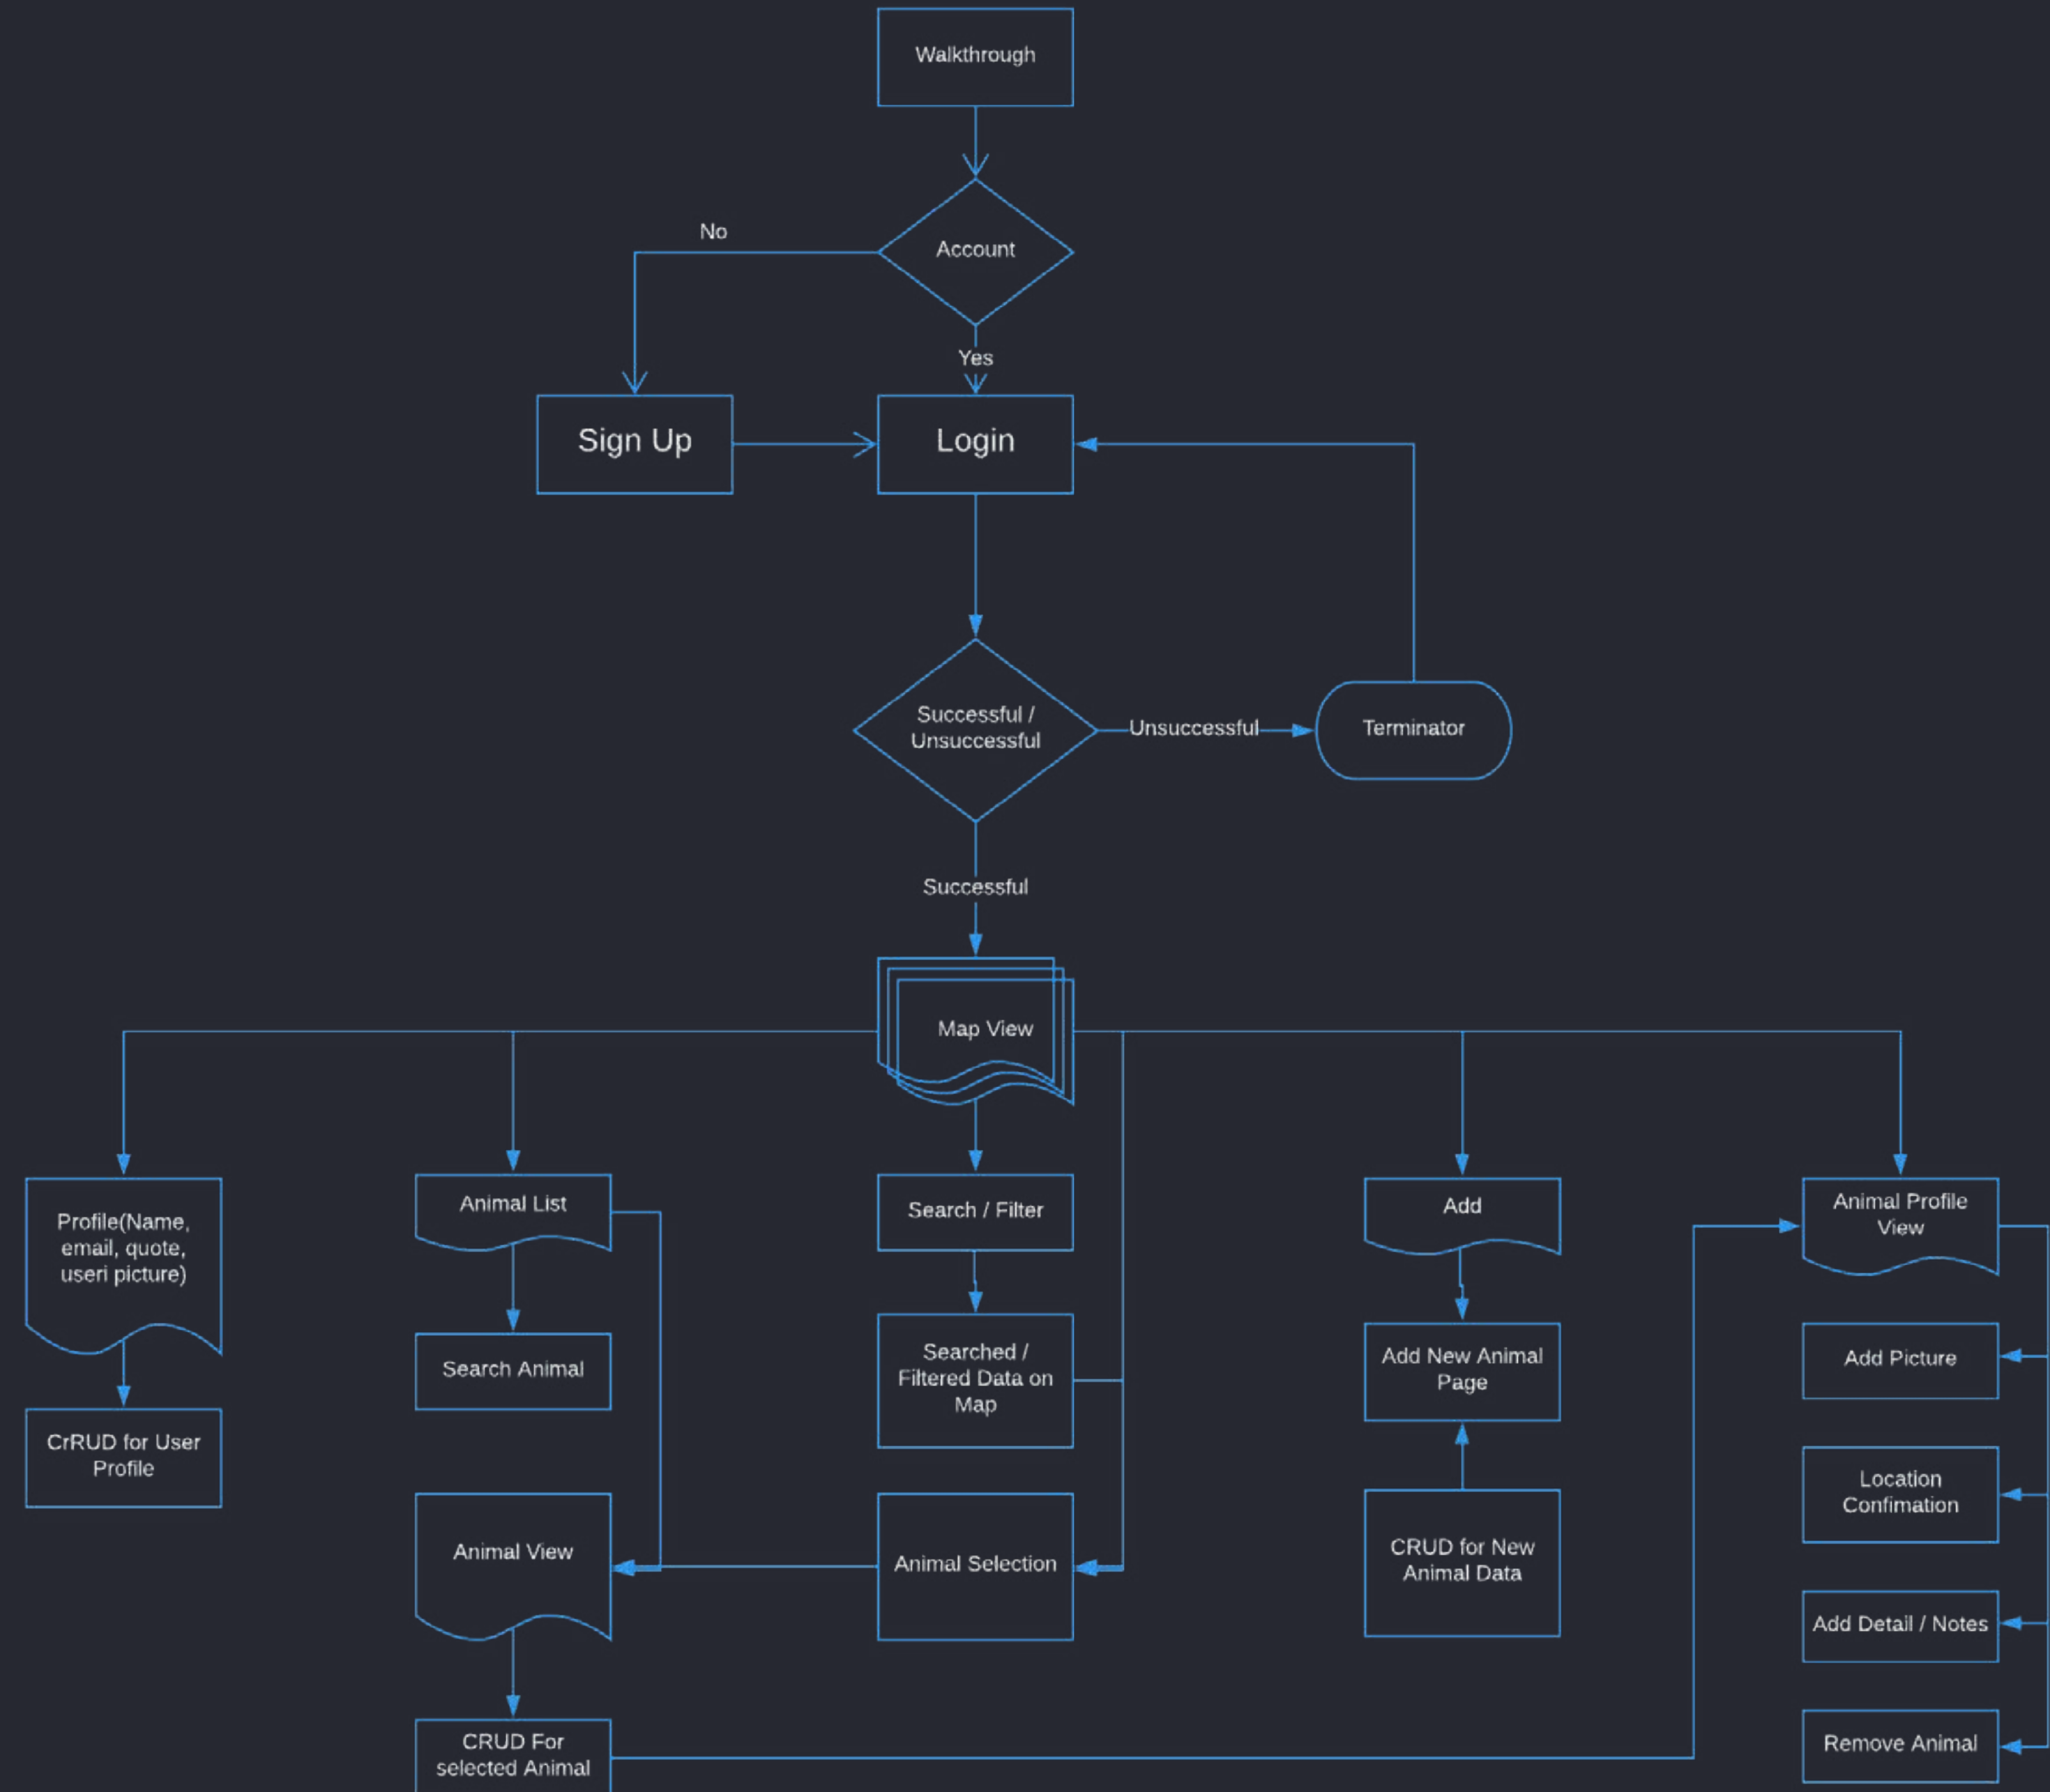 Walkthrough
No
Account
Yes
Sign Up
Login
Successful /
Unsuccessful
Unsuccessful
Terminator
Successful
Map View
Profile(Name,
email, quote,
useri picture)
CrRUD for User
Profile
Animal List
Search Animal
Animal View
CRUD For
selected Animal
Search / Filter
Searched /
Filtered Data on
Map
Animal Selection
Add
Add New Animal
Page
CRUD for New
Animal Data
Animal Profile
View
Add Picture
Location
Confimation
Add Detail / Notes
Remove Animal